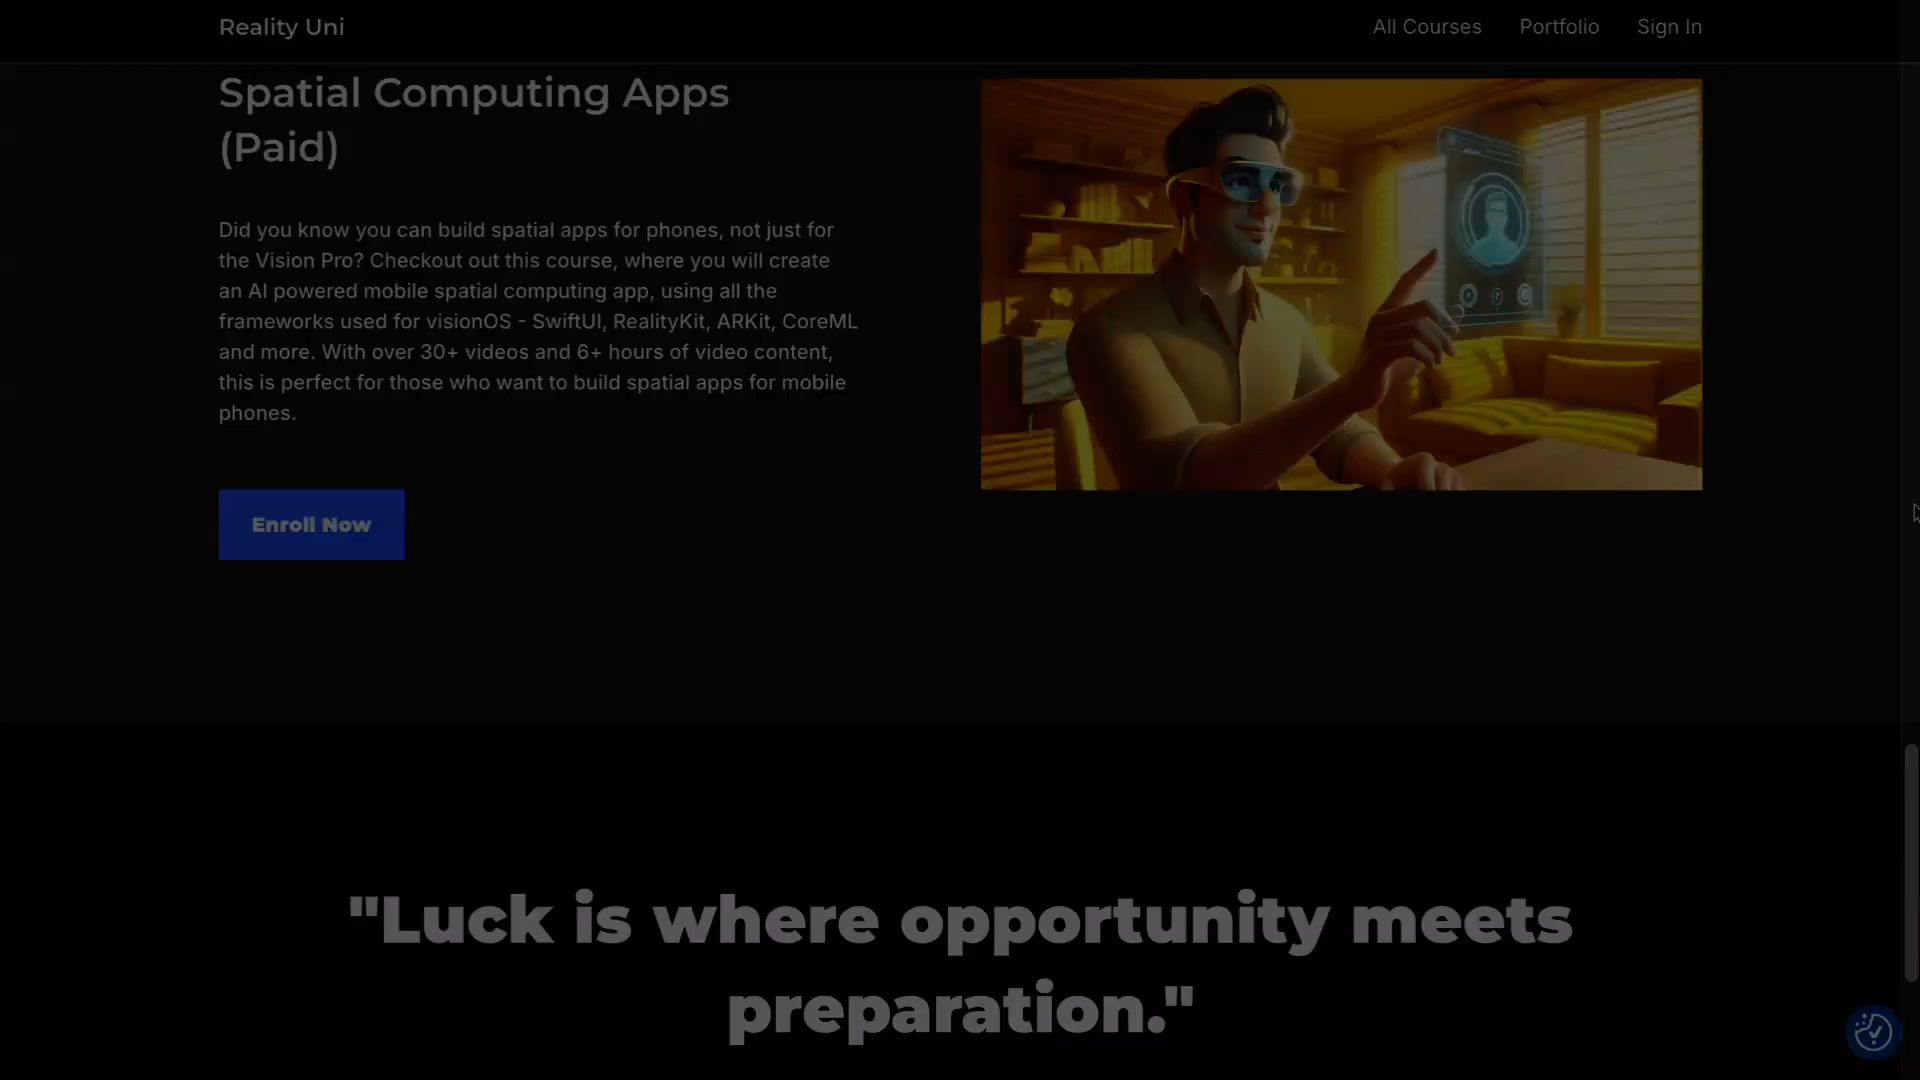 Reality Uni
All Courses
Portfolio
Sign In
Spatial Computing Apps
(Paid)
Did you know you can build spatial apps for phones, not just for
the Vision Pro? Checkout out this course, where you will create
an AI powered mobile spatial computing app, using all the
frameworks used for visionOS - SwiftUI, RealityKit, ARKit, CoreML
and more. With over 30+ videos and 6+ hours of video content,
this is perfect for those who want to build spatial apps for mobile
phones.
Enroll Now
"Luck is where opportunity meets
preparation."